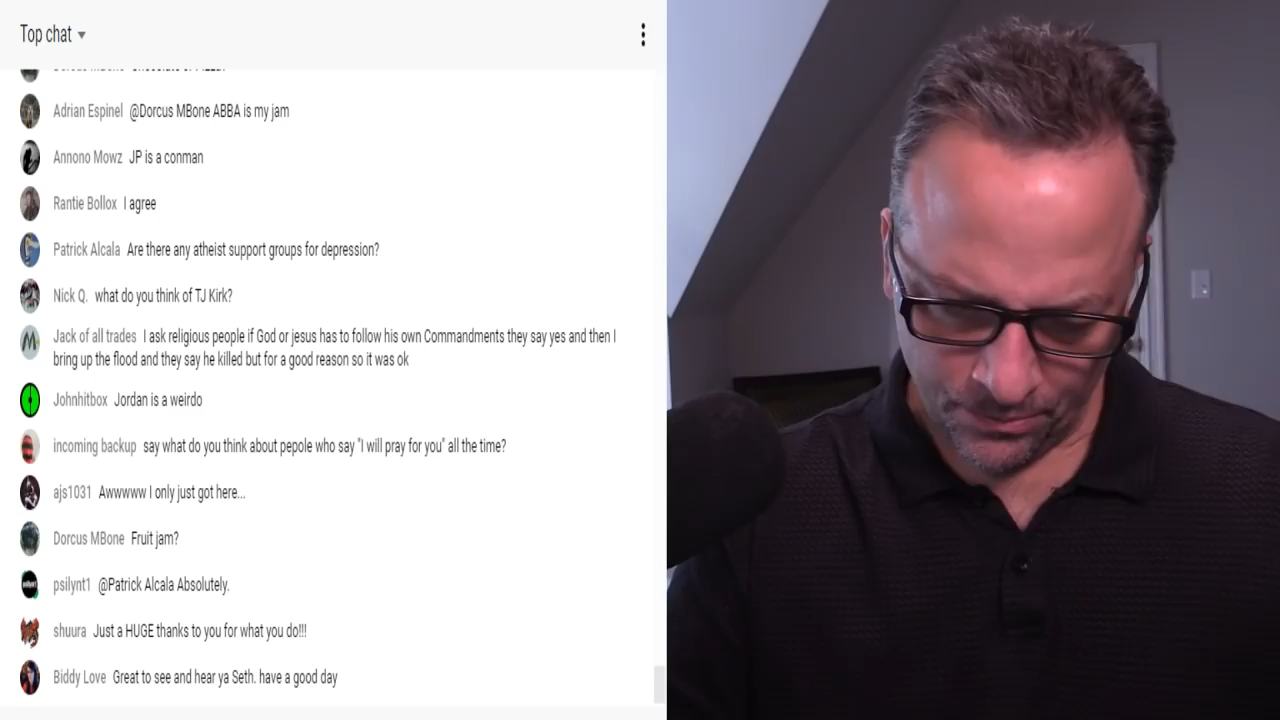 Top chat
Adrian Espinel @Dorcus MBone ABBA is my jam
Annono Mowz JP is a conman
Rantie Bollox I agree
Patrick Alcala Are there any atheist support groups for depression?
Nick Q. what do you think of TJ Kirk?
Jack of all trades I ask religious people if God or jesus has to follow his own Commandments they say yes and then I
bring up the flood and they say he killed but for a good reason so it was ok
Johnhitbox Jordan is a weirdo
incoming backup say what do you think about pepole who say "I will pray for you" all the time?
ajs1031 Awwwww I only just got here...
Dorcus MBone Fruit jam?
psilynt1 @Patrick Alcala Absolutely.
shuura Just a HUGE thanks to you for what you do!!!
Biddy Love Great to see and hear ya Seth. have a good day